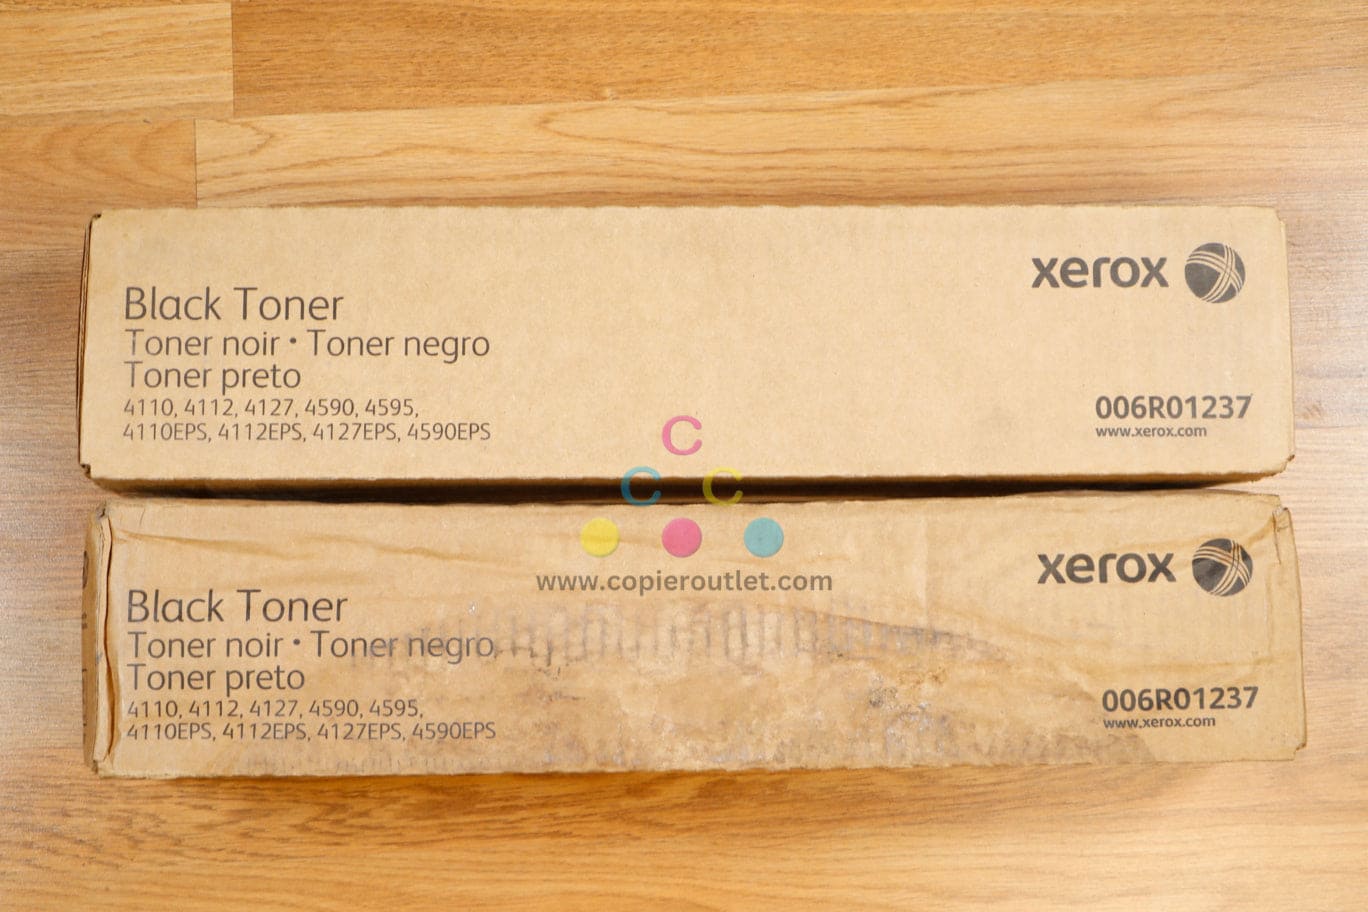 xerox
Black Toner
Toner noir • Toner negro
Toner preto
4110, 4112, 4127, 4590, 4595,
4110EPS, 4112EPS, 4127EPS, 4590EPS
006R01237
www.xerox.com
C
C C
www.copieroutlet.com
xerox
Black Toner
Toner noir • Toner negro
Toner preto
4110, 4112, 4127, 4590, 4595,
4110EPS, 4112EPS, 4127EPS, 4590EPS
006R01237
www.xerox.com